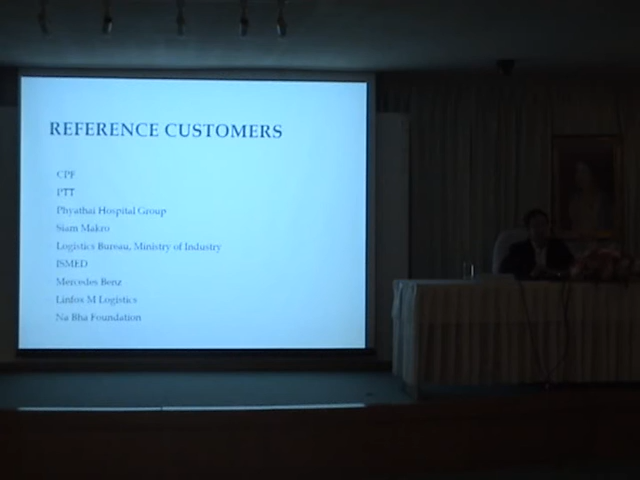 REFERENCE CUSTOMERS
CPF
PTT
Phyathai Hospital Group
Siam Makro
Logistics Bureau, Ministry of Industry
ISMED
Mercedes Benz
Linfox M Logistics
Na Bha Foundation